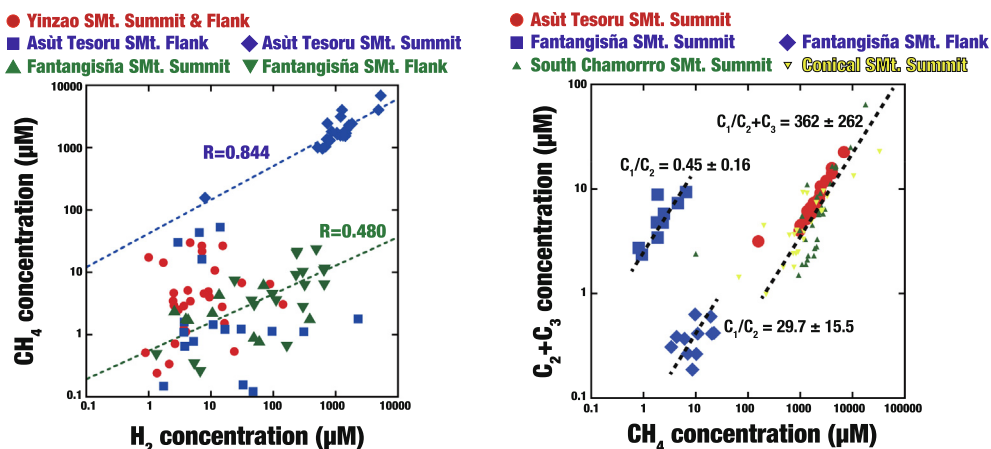 Yinzao SMt. Summit & Flank
Asùt Tesoru SMt. Flank
Asùt Tesoru SMt. Summit
Fantangisña SMt. Summit
Fantangisña SMt. Flank
10000
1000
100
10
1
0.1
CH4 concentration (µM)
R=0.844
R=0.480
0.1
1
10
100
1000
10000
H2 concentration (µM)
Asùt Tesoru SMt. Summit
Fantangisña SMt. Summit
Fantangisña SMt. Flank
South Chamorrro SMt. Summit
Conical SMt. Summit
100
10
1
0.1
C2+C3 concentration (µM)
C1/C2+C3 = 362 ± 262
C1/C2 = 0.45 ± 0.16
C1/C2 = 29.7 ± 15.5
0.1
1
10
100
1000
10000
100000
CH4 concentration (µM)